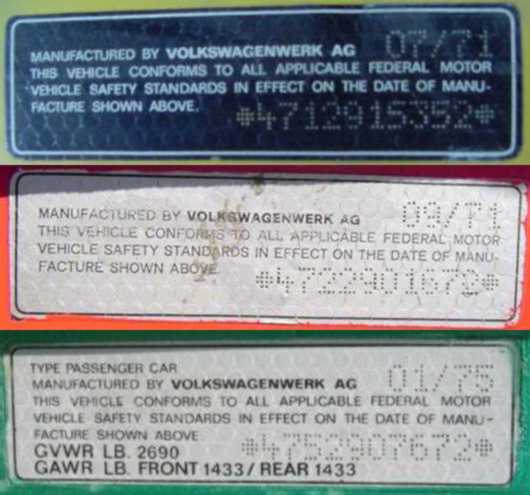 MANUFACTURED BY VOLKSWAGENWERK AG 07/71
THIS VEHICLE CONFORMS TO ALL APPLICABLE FEDERAL MOTOR
VEHICLE SAFETY STANDARDS IN EFFECT ON THE DATE OF MANU-
FACTURE SHOWN ABOVE. *4712915352*
MANUFACTURED BY VOLKSWAGENWERK AG 09/71
THIS VEHICLE CONFORMS TO ALL APPLICABLE FEDERAL MOTOR
VEHICLE SAFETY STANDARDS IN EFFECT ON THE DATE OF MANU-
FACTURE SHOWN ABOVE. *4722901672*
TYPE PASSENGER CAR
MANUFACTURED BY VOLKSWAGENWERK AG 01/75
THIS VEHICLE CONFORMS TO ALL APPLICABLE FEDERAL MOTOR
VEHICLE SAFETY STANDARDS IN EFFECT ON THE DATE OF MANU-
FACTURE SHOWN ABOVE *4752907672*
GVWR LB. 2690
GAWR LB. FRONT 1433/REAR 1433